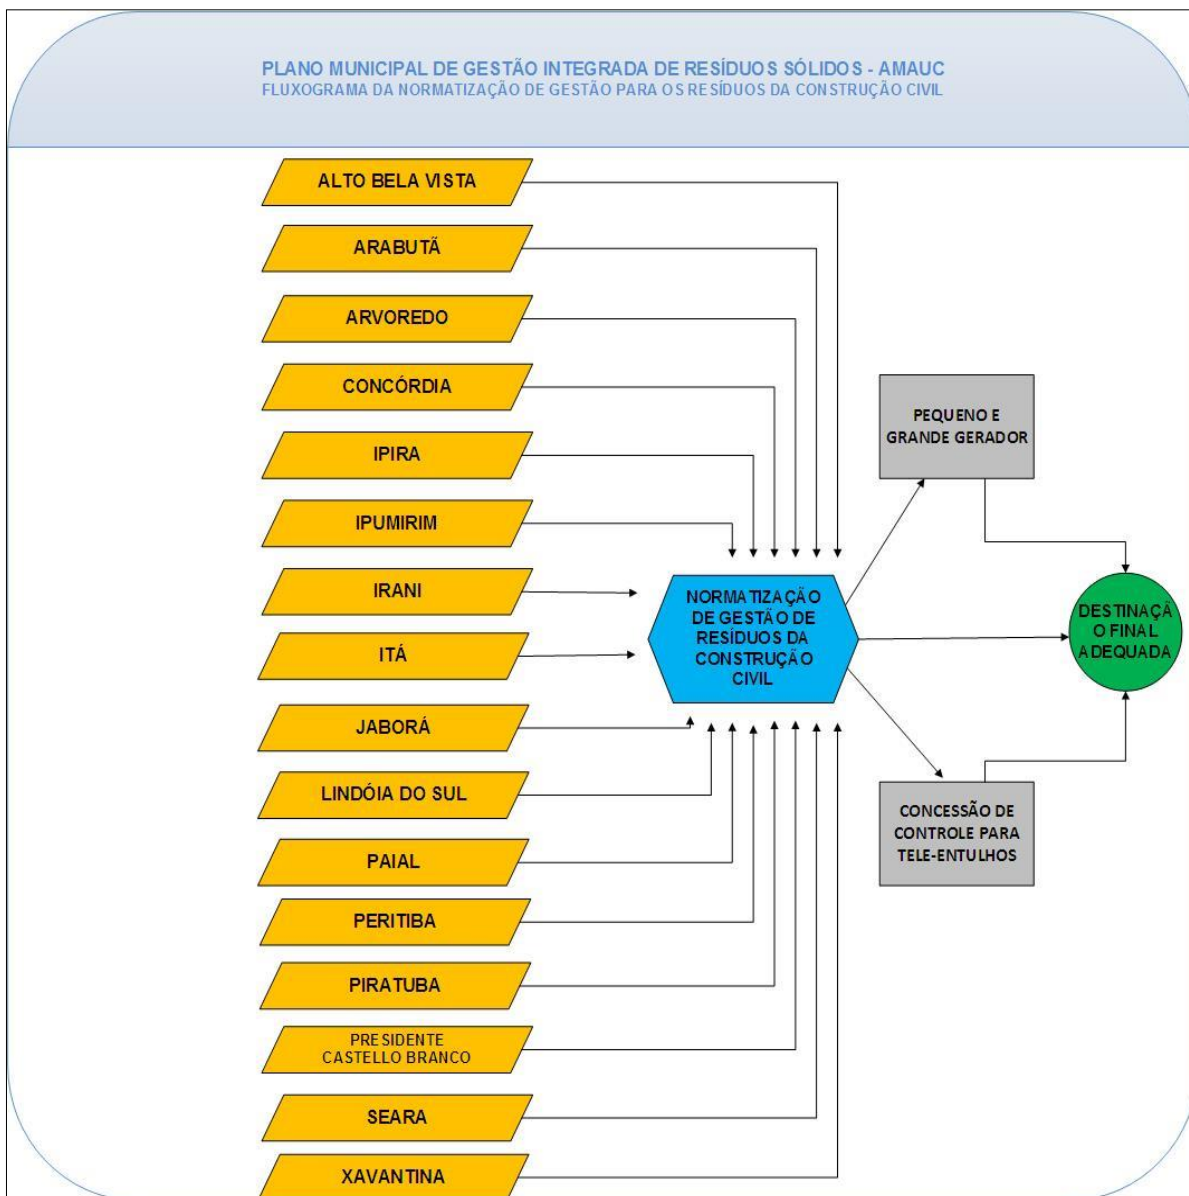 PLANO MUNICIPAL DE GESTÃO INTEGRADA DE RESÍDUOS SÓLIDOS - AMAUC
FLUXOGRAMA DA NORMATIZAÇÃO DE GESTÃO PARA OS RESÍDUOS DA CONSTRUÇÃO CIVIL
ALTO BELA VISTA
ARABUTÃ
ARVOREDO
CONCÓRDIA
IPIRA
IPUMIRIM
IRANI
ITÁ
JABORÁ
LINDÓIA DO SUL
PAIAL
PERITIBA
PIRATUBA
PRESIDENTE
CASTELLO BRANCO
SEARA
XAVANTINA
NORMATIZAÇÃO
DE GESTÃO DE
RESÍDUOS DA
CONSTRUÇÃO
CIVIL
PEQUENO E
GRANDE GERADOR
CONCESSÃO DE
CONTROLE PARA
TELE-ENTULHOS
DESTINAÇÃ
O FINAL
ADEQUADA